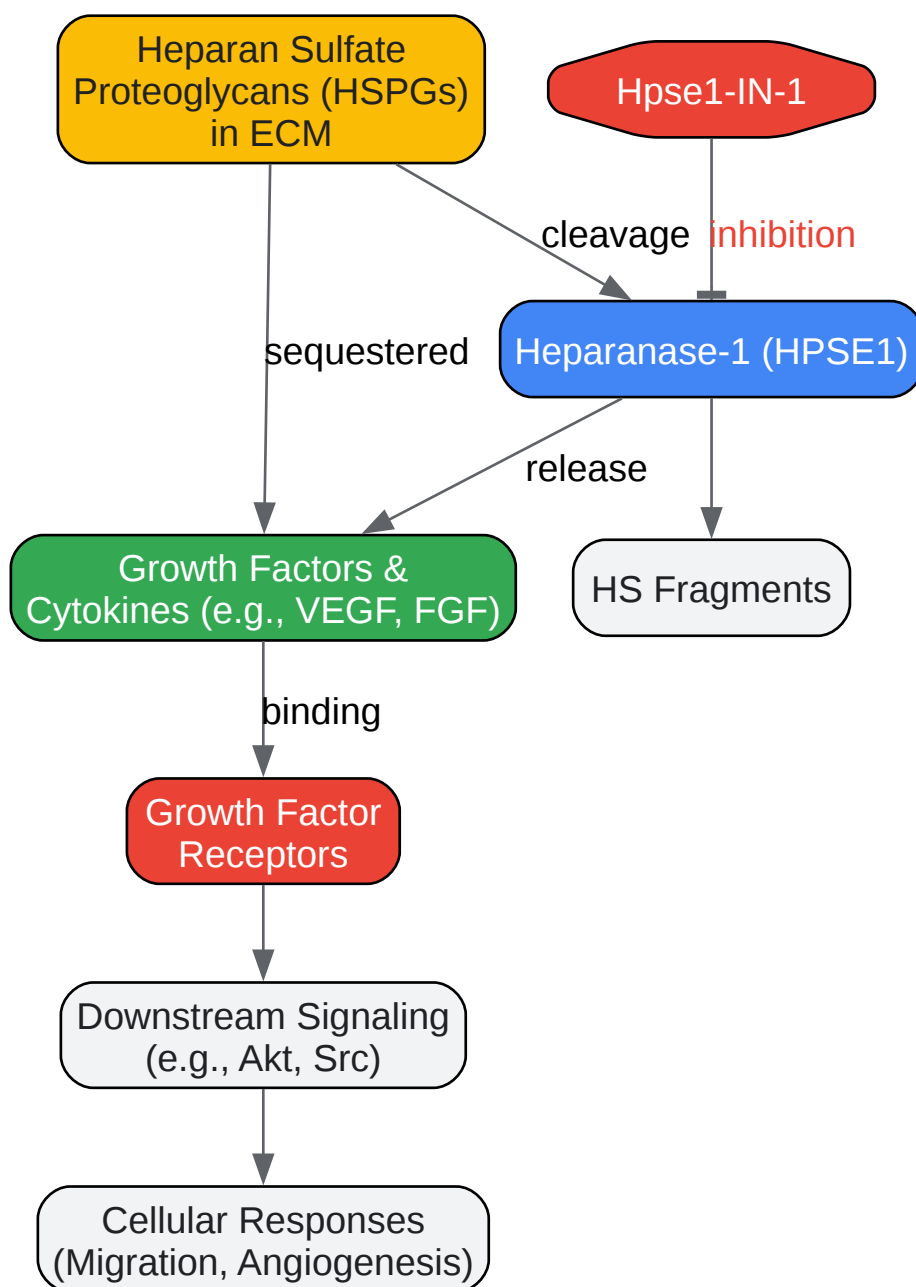 Heparan Sulfate
Proteoglycans (HSPGs)
in ECM
Hpse1-IN-1
cleavage
inhibition
sequestered
Heparanase-1 (HPSE1)
release
Growth Factors &
Cytokines (e.g., VEGF, FGF)
HS Fragments
binding
Growth Factor
Receptors
Downstream Signaling
(e.g., Akt, Src)
Cellular Responses
(Migration, Angiogenesis)